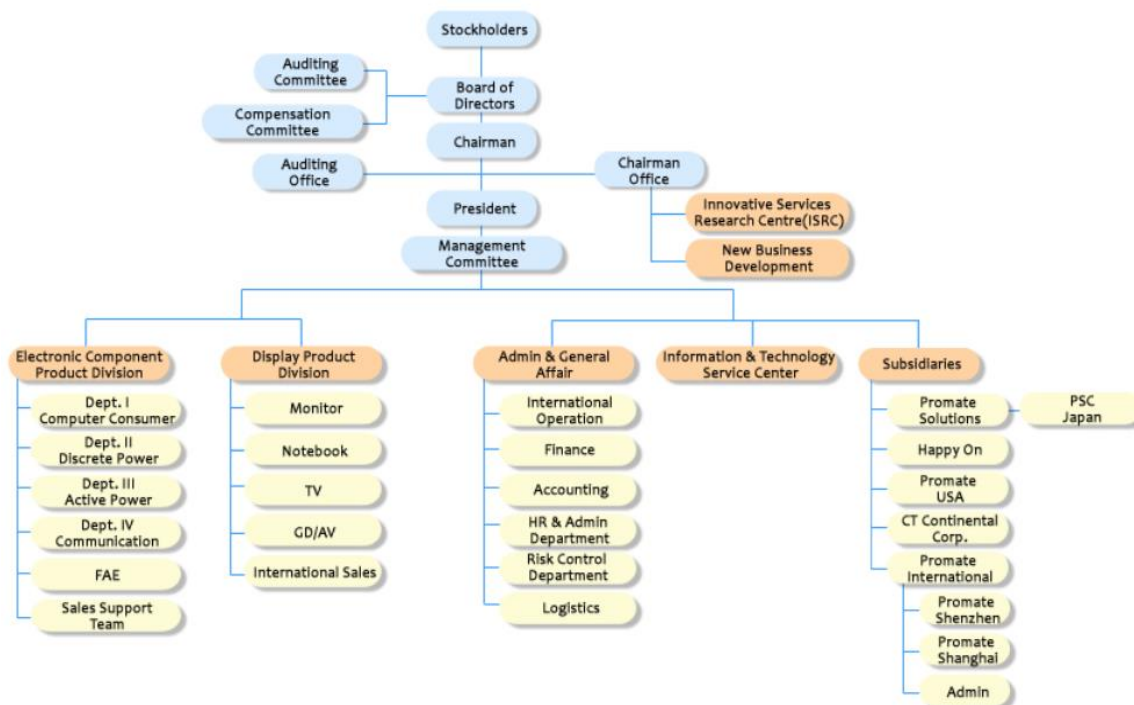 Stockholders
Auditing
Committee
Board of
Directors
Compensation
Committee
Chairman
Auditing
Office
Chairman
Office
President
Innovative Services
Research Centre(ISRC)
Management
Committee
New Business
Development
Electronic Component
Product Division
Dept. I
Computer Consumer
Dept. II
Discrete Power
Dept. III
Active Power
Dept. IV
Communication
FAE
Sales Support
Team
Display Product
Division
Monitor
Notebook
TV
GD/AV
International Sales
Admin & General
Affair
International
Operation
Finance
Accounting
HR & Admin
Department
Risk Control
Department
Logistics
Information & Technology
Service Center
Subsidiaries
Promate
Solutions
PSC
Japan
Happy On
Promate
USA
CT Continental
Corp.
Promate
International
Promate
Shenzhen
Promate
Shanghai
Admin